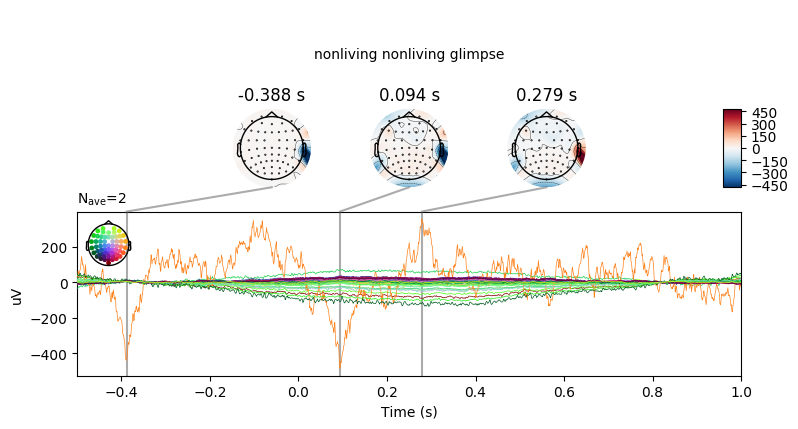 nonliving nonliving glimpse
-0.388 s 0.094 s 0.279 s
450
300
150
0
−150
−300
−450
Nave=2
200
0
−200
−400
uV
−0.4 −0.2 0.0 0.2 0.4 0.6 0.8 1.0
Time (s)